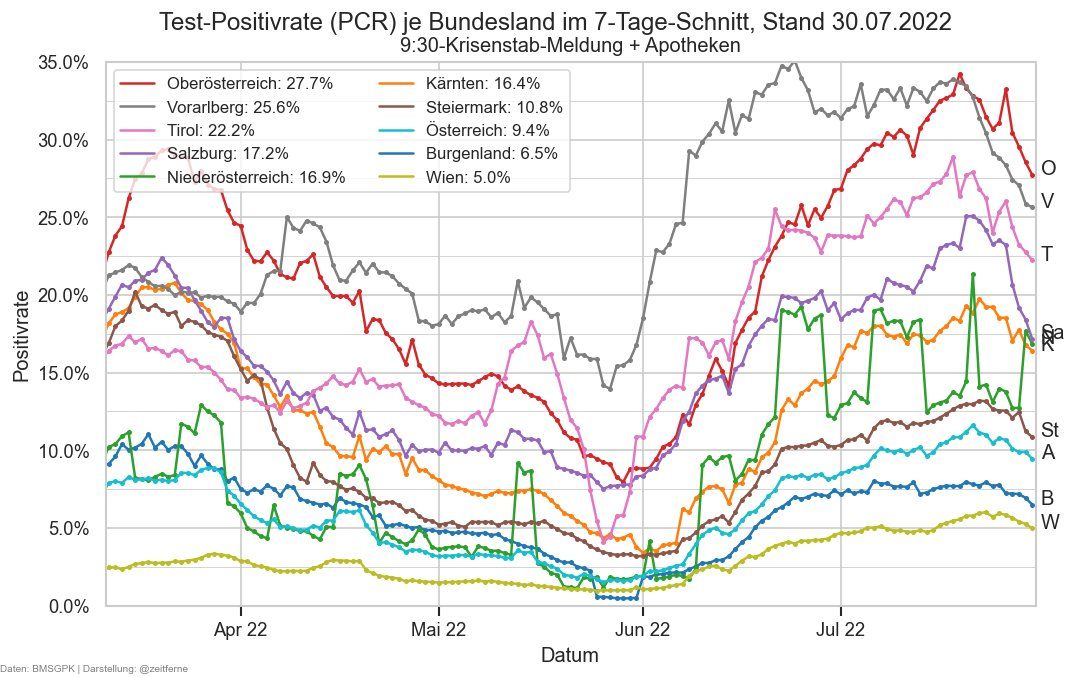 Test-Positivrate (PCR) je Bundesland im 7-Tage-Schnitt, Stand 30.07.2022
9:30-Krisenstab-Meldung + Apotheken
35.0%
30.0%
25.0%
20.0%
15.0%
10.0%
5.0%
0.0%
Positivrate
Oberösterreich: 27.7%
Vorarlberg: 25.6%
Tirol: 22.2%
Salzburg: 17.2%
Niederösterreich: 16.9%
Kärnten: 16.4%
Steiermark: 10.8%
Österreich: 9.4%
Burgenland: 6.5%
Wien: 5.0%
O
V
T
Sa
N
K
St
A
B
W
Apr 22
Mai 22
Jun 22
Jul 22
Datum
Daten: BMSGPK | Darstellung: @zeitferne